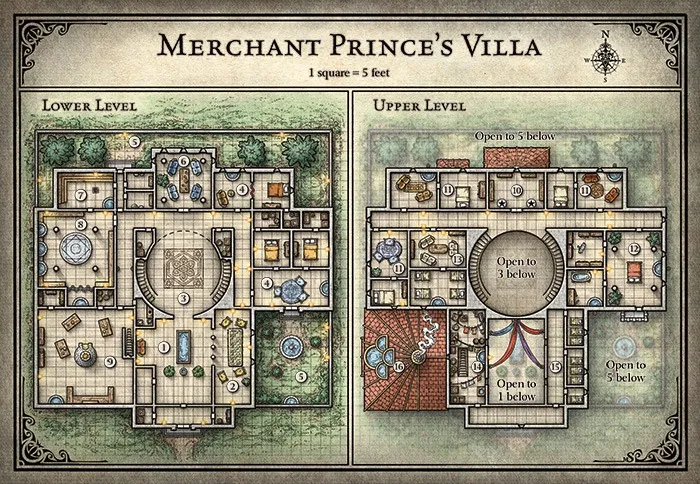 MERCHANT PRINCE'S VILLA
1 square = 5 feet
N
W E
S
LOWER LEVEL
5
6
7
4
8
3
4
1
5
9
2
UPPER LEVEL
Open to 5 below
11
10
11
12
13
11
Open to
3 below
16
14
Open to
1 below
15
Open to
5 below